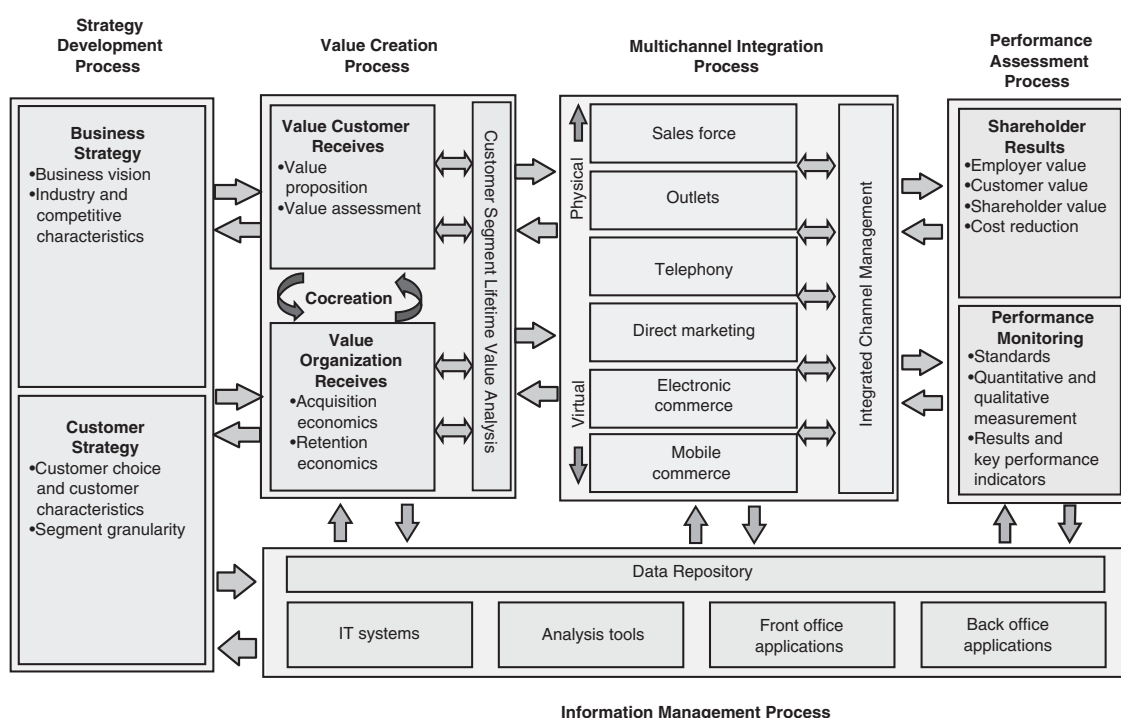 Strategy
Development
Process
Business
Strategy
•Business vision
•Industry and
competitive
characteristics
Customer
Strategy
•Customer choice
and customer
characteristics
•Segment granularity
Value Creation
Process
Value Customer
Receives
•Value
proposition
•Value assessment
Cocreation
Value
Organization
Receives
•Acquisition
economics
•Retention
economics
Customer Segment Lifetime Value Analysis
Multichannel Integration
Process
Physical
Virtual
Sales force
Outlets
Telephony
Direct marketing
Electronic
commerce
Mobile
commerce
Integrated Channel Management
Performance
Assessment
Process
Shareholder
Results
•Employer value
•Customer value
•Shareholder value
•Cost reduction
Performance
Monitoring
•Standards
•Quantitative and
qualitative
measurement
•Results and
key performance
indicators
Data Repository
IT systems
Analysis tools
Front office
applications
Back office
applications
Information Management Process